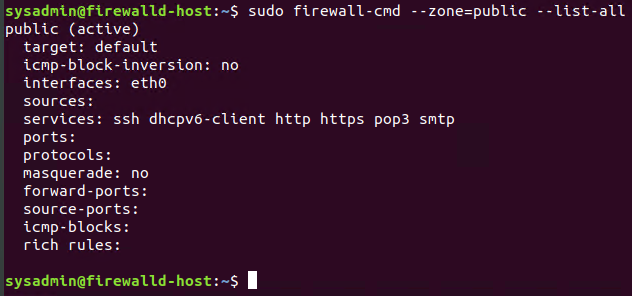 sysadmin@firewalld-host:~$ sudo firewall-cmd --zone=public --list-all
public (active)
target: default
icmp-block-inversion: no
interfaces: eth0
sources:
services: ssh dhcpv6-client http https pop3 smtp
ports:
protocols:
masquerade: no
forward-ports:
source-ports:
icmp-blocks:
rich rules:
sysadmin@firewalld-host:~$